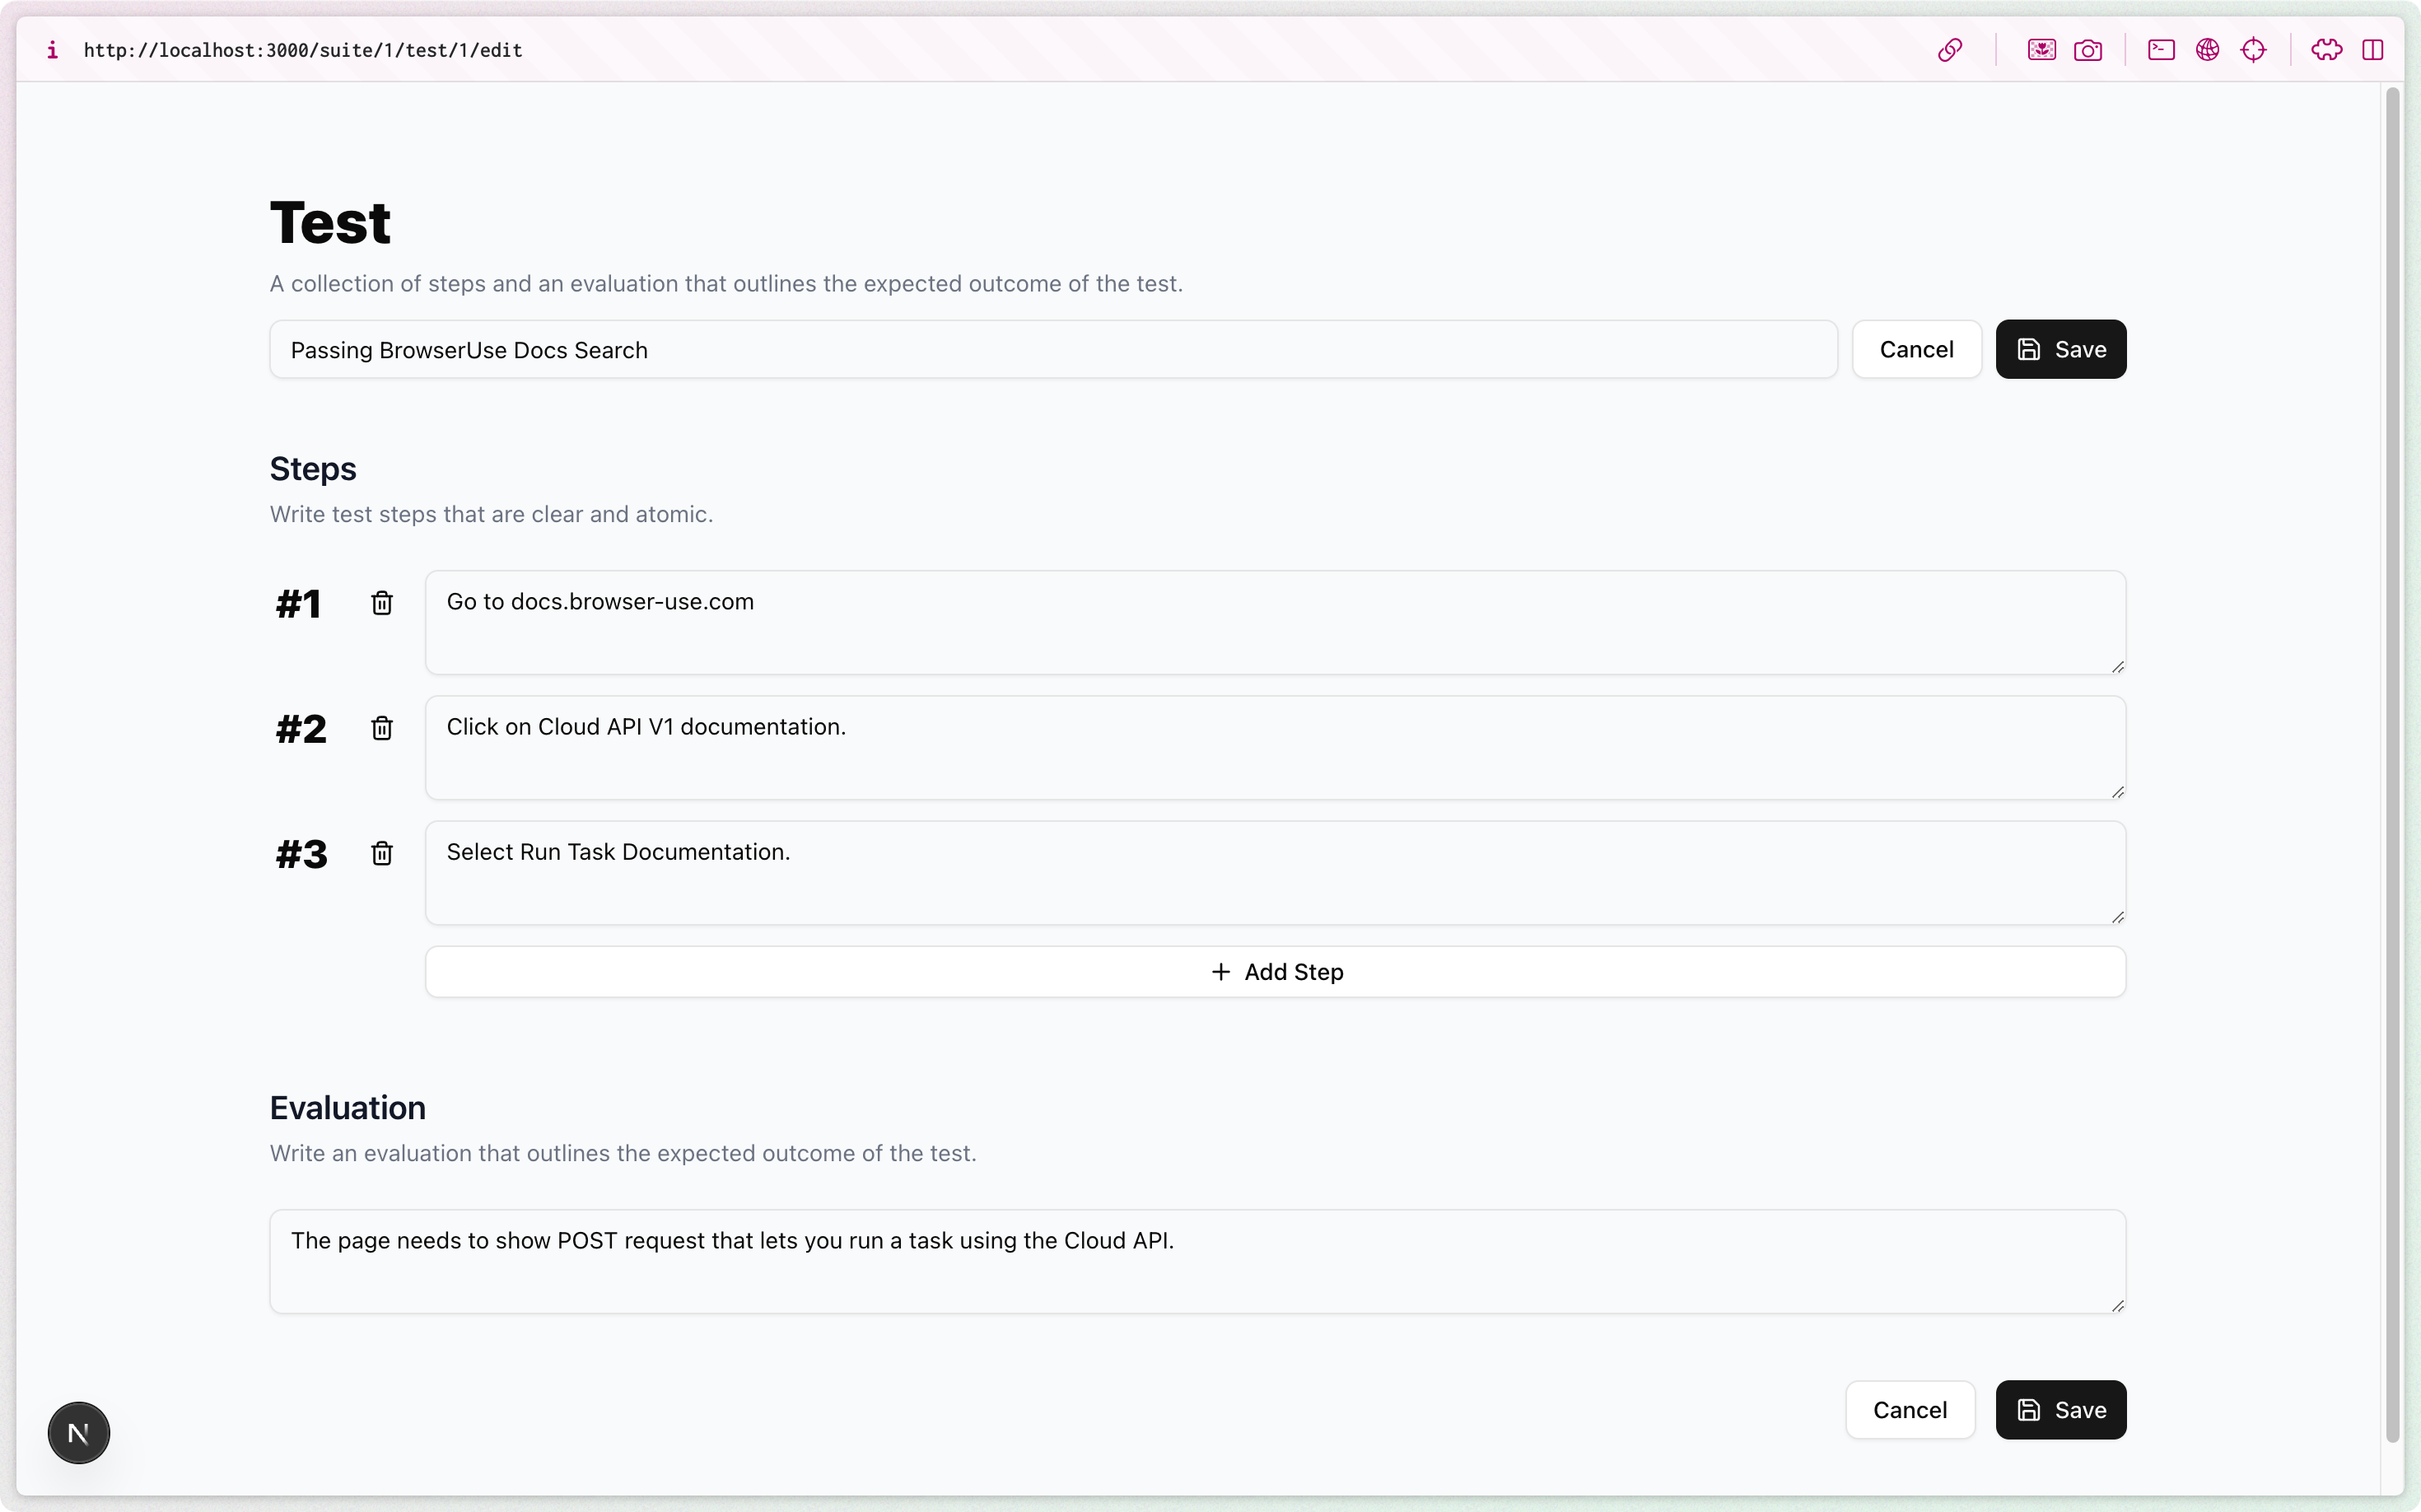 i http://localhost:3000/suite/1/test/1/edit
Test
A collection of steps and an evaluation that outlines the expected outcome of the test.
Passing BrowserUse Docs Search
Cancel
Save
Steps
Write test steps that are clear and atomic.
#1
Go to docs.browser-use.com
#2
Click on Cloud API V1 documentation.
#3
Select Run Task Documentation.
+ Add Step
Evaluation
Write an evaluation that outlines the expected outcome of the test.
The page needs to show POST request that lets you run a task using the Cloud API.
Cancel
Save
N